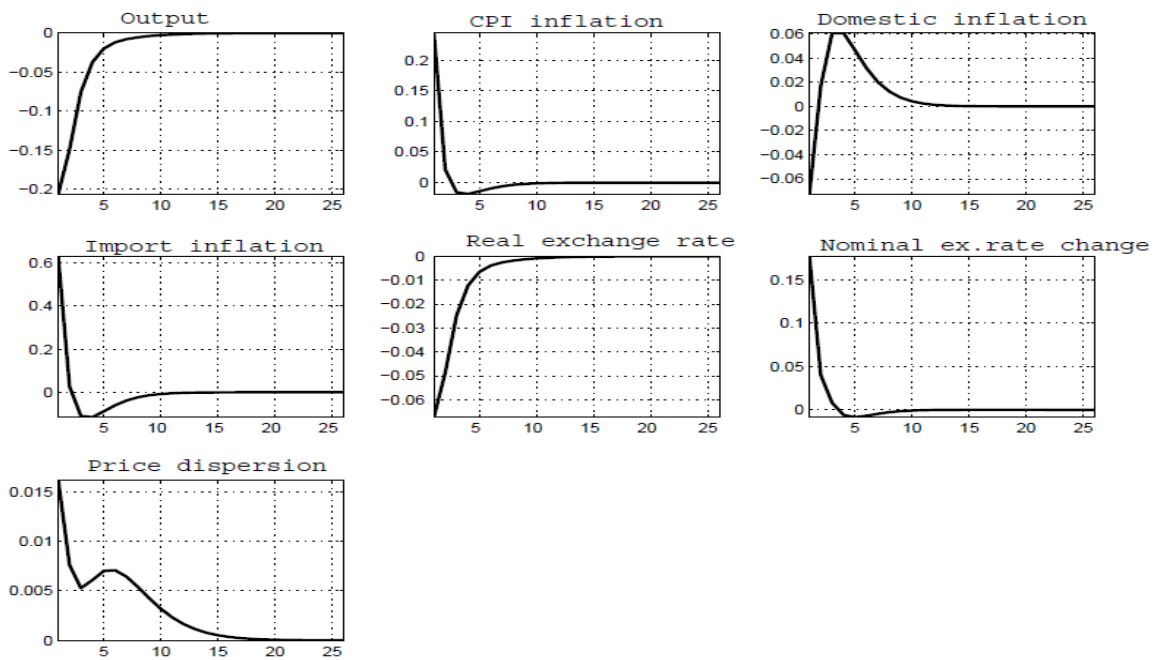 Output
0
−0.05
−0.1
−0.15
−0.2
5 10 15 20 25
CPI inflation
0.2
0.15
0.1
0.05
0
5 10 15 20 25
Domestic inflation
0.06
0.04
0.02
0
−0.02
−0.04
−0.06
5 10 15 20 25
Import inflation
0.6
0.4
0.2
0
5 10 15 20 25
Real exchange rate
0
−0.01
−0.02
−0.03
−0.04
−0.05
−0.06
5 10 15 20 25
Nominal ex.rate change
0.15
0.1
0.05
0
5 10 15 20 25
Price dispersion
0.015
0.01
0.005
0
5 10 15 20 25